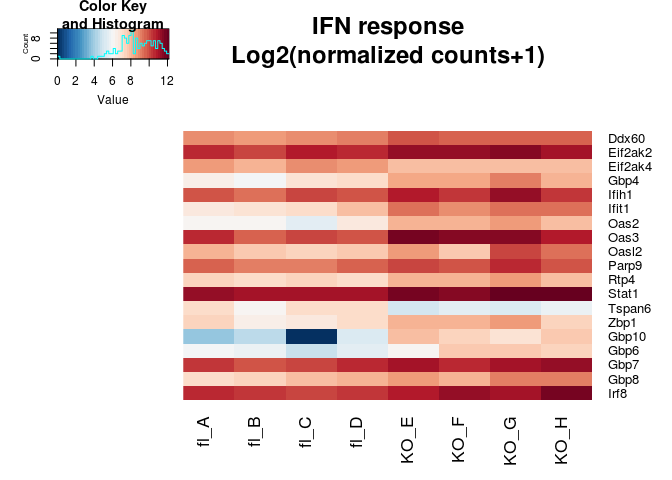 Color Key
and Histogram
Count
0 8
0 2 4 6 8 12
Value
IFN response
Log2(normalized counts+1)
Ddx60
Eif2ak2
Eif2ak4
Gbp4
Ifih1
Ifit1
Oas2
Oas3
Oasl2
Parp9
Rtp4
Stat1
Tspan6
Zbp1
Gbp10
Gbp6
Gbp7
Gbp8
Irf8
fl_A
fl_B
fl_C
fl_D
KO_E
KO_F
KO_G
KO_H